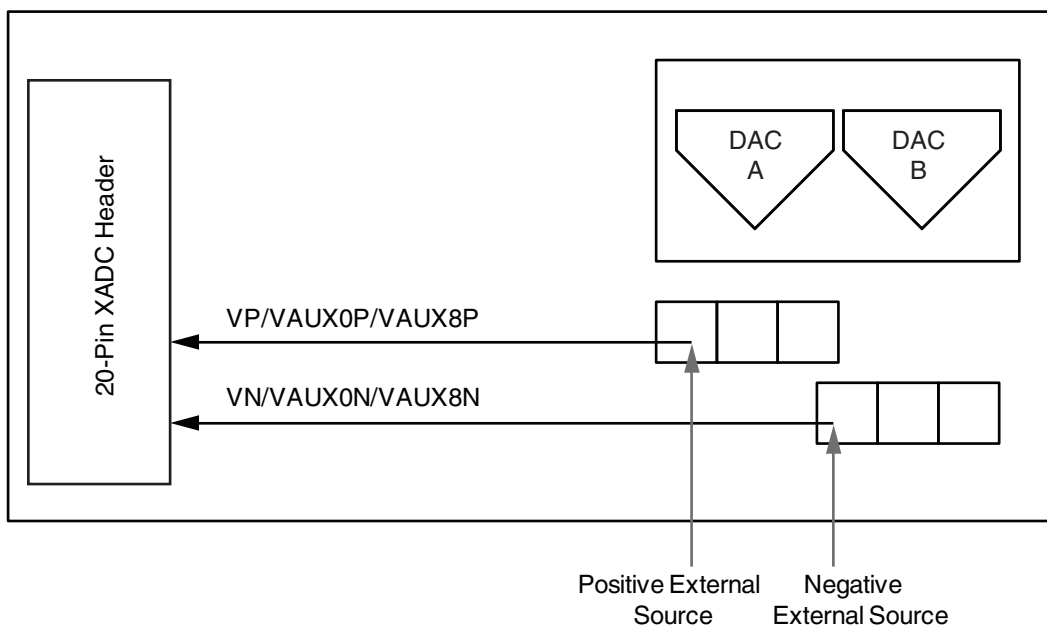 20-Pin XADC Header
DAC
A
DAC
B
VP/VAUX0P/VAUX8P
VN/VAUX0N/VAUX8N
Positive External
Source
Negative
External Source